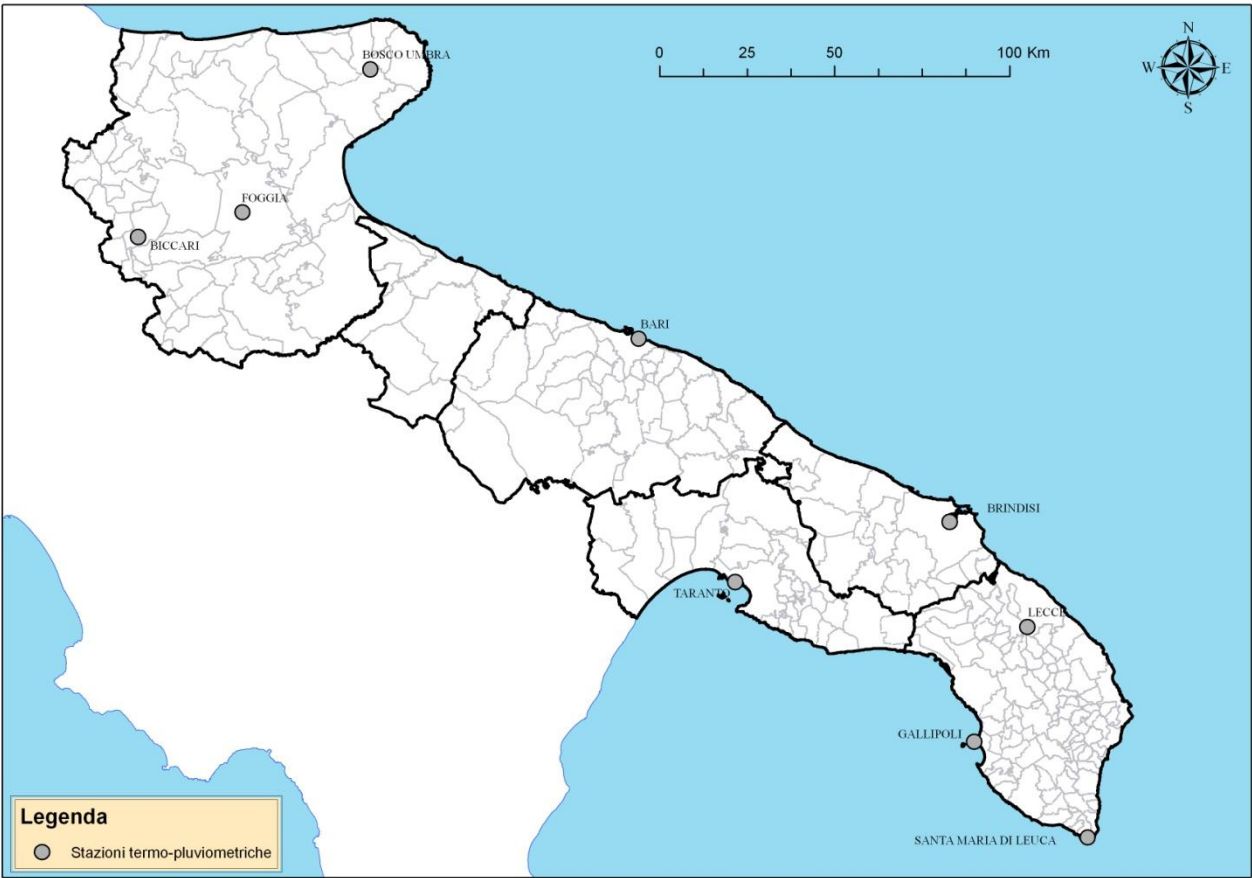 N
BOSCO UMBRA
0 25 50 100 Km
W E
S
FOGGIA
BICCARI
BARI
BRINDISI
TARANTO
LECCE
GALLIPOLI
SANTA MARIA DI LEUCA
Legenda
Stazioni termo-pluviometriche